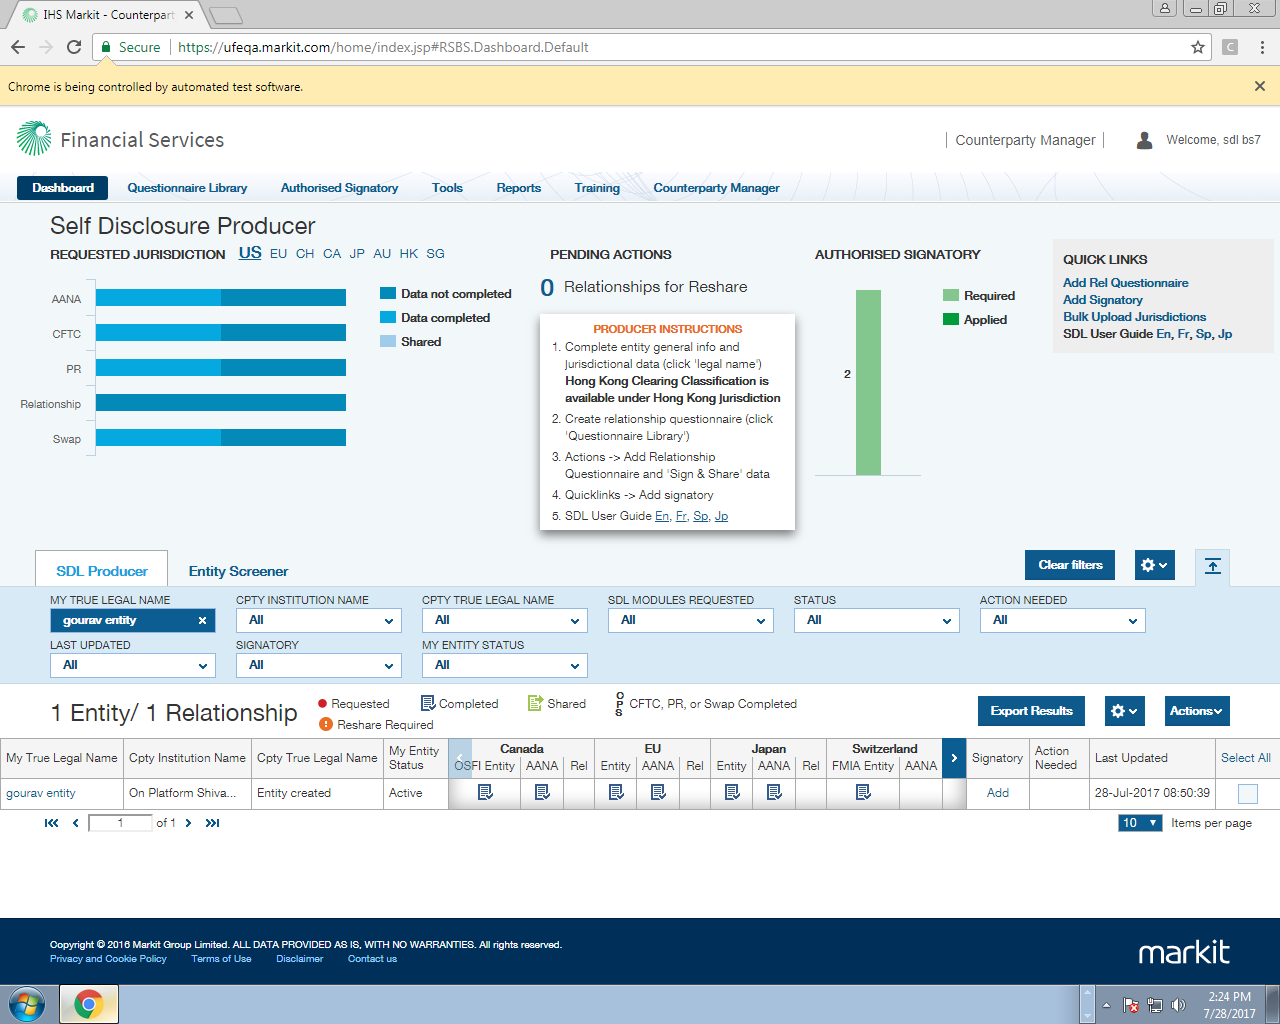 IHS Markit - Counterpart
Secure
https://ufeqa.markit.com/home/index.jsp#RSBS.Dashboard.Default
C
Chrome is being controlled by automated test software.
Financial Services
Counterparty Manager
Welcome, sdl bs7
Dashboard Questionnaire Library Authorised Signatory Tools Reports Training Counterparty Manager
Self Disclosure Producer
REQUESTED JURISDICTION US EU CH CA JP AU HK SG
AANA
CFTC
PR
Relationship
Swap
Data not completed
Data completed
Shared
PENDING ACTIONS
0 Relationships for Reshare
PRODUCER INSTRUCTIONS
1. Complete entity general info and
jurisdictional data (click 'legal name')
Hong Kong Clearing Classification is
available under Hong Kong Jurisdiction
2. Create relationship questionnaire (click
'Questionnaire Library')
3. Actions -> Add Relationship
Questionnaire and 'Sign & Share' data
4. Quicklinks -> Add signatory
5. SDL User Guide En, Fr, Sp, Jp
AUTHORISED SIGNATORY
2
Required
Applied
QUICK LINKS
Add Rel Questionnaire
Add Signatory
Bulk Upload Jurisdictions
SDL User Guide En, Fr, Sp, Jp
SDL Producer Entity Screener
Clear filters
MY TRUE LEGAL NAME CPTY INSTITUTION NAME CPTY TRUE LEGAL NAME SDL MODULES REQUESTED STATUS ACTION NEEDED
gourav entity All All All All All
LAST UPDATED SIGNATORY MY ENTITY STATUS
All All All
1 Entity/ 1 Relationship
Requested Completed Shared CPS CFTC, PR, or Swap Completed
Reshare Required
Export Results
Actions
My True Legal Name Cpty Institution Name Cpty True Legal Name My Entity Status Canada EU Japan Switzerland Signatory Action Needed Last Updated Select All
OSFI Entity AANA Rel Entity AANA Rel Entity AANA Rel FMIA Entity AANA
gourav entity On Platform Shiva... Entity created Active Add 28-Jul-2017 08:50:39
1 of 1
10 Items per page
Copyright © 2016 Markit Group Limited. ALL DATA PROVIDED AS IS, WITH NO WARRANTIES. All rights reserved.
Privacy and Cookie Policy Terms of Use Disclaimer Contact us
markit
2:24 PM
7/28/2017